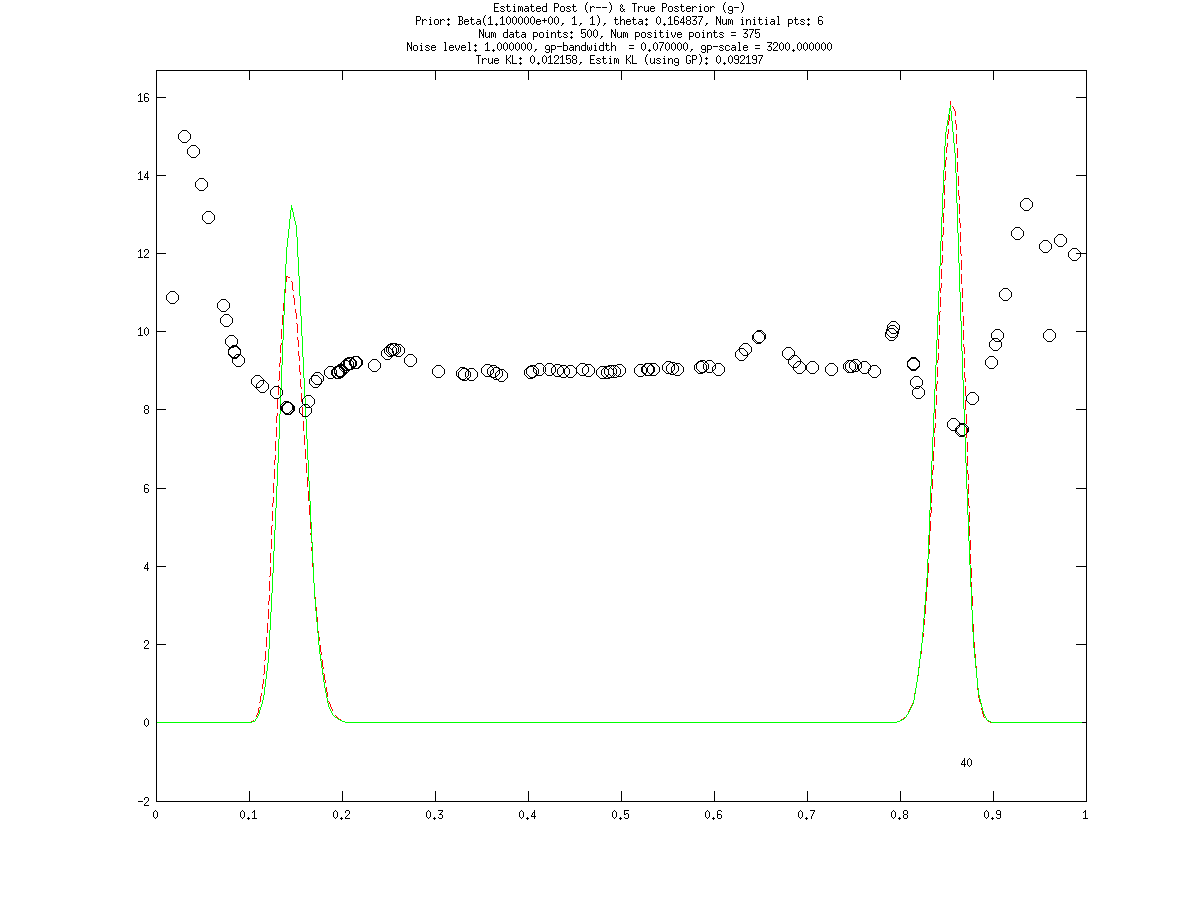 Estimated Post (r--) & True Posterior (g-)
Prior: Beta(1.100000e+00, 1, 1), theta: 0.164837, Num initial pts: 6
Num data points: 500, Num positive points = 375
Noise level: 1.000000, gp-bandwidth  = 0.070000, gp-scale = 3200.000000
True KL: 0.012158, Estim KL (using GP): 0.092197
16
14
12
10
8
6
4
2
0
40
-2
0 0.1 0.2 0.3 0.4 0.5 0.6 0.7 0.8 0.9 1